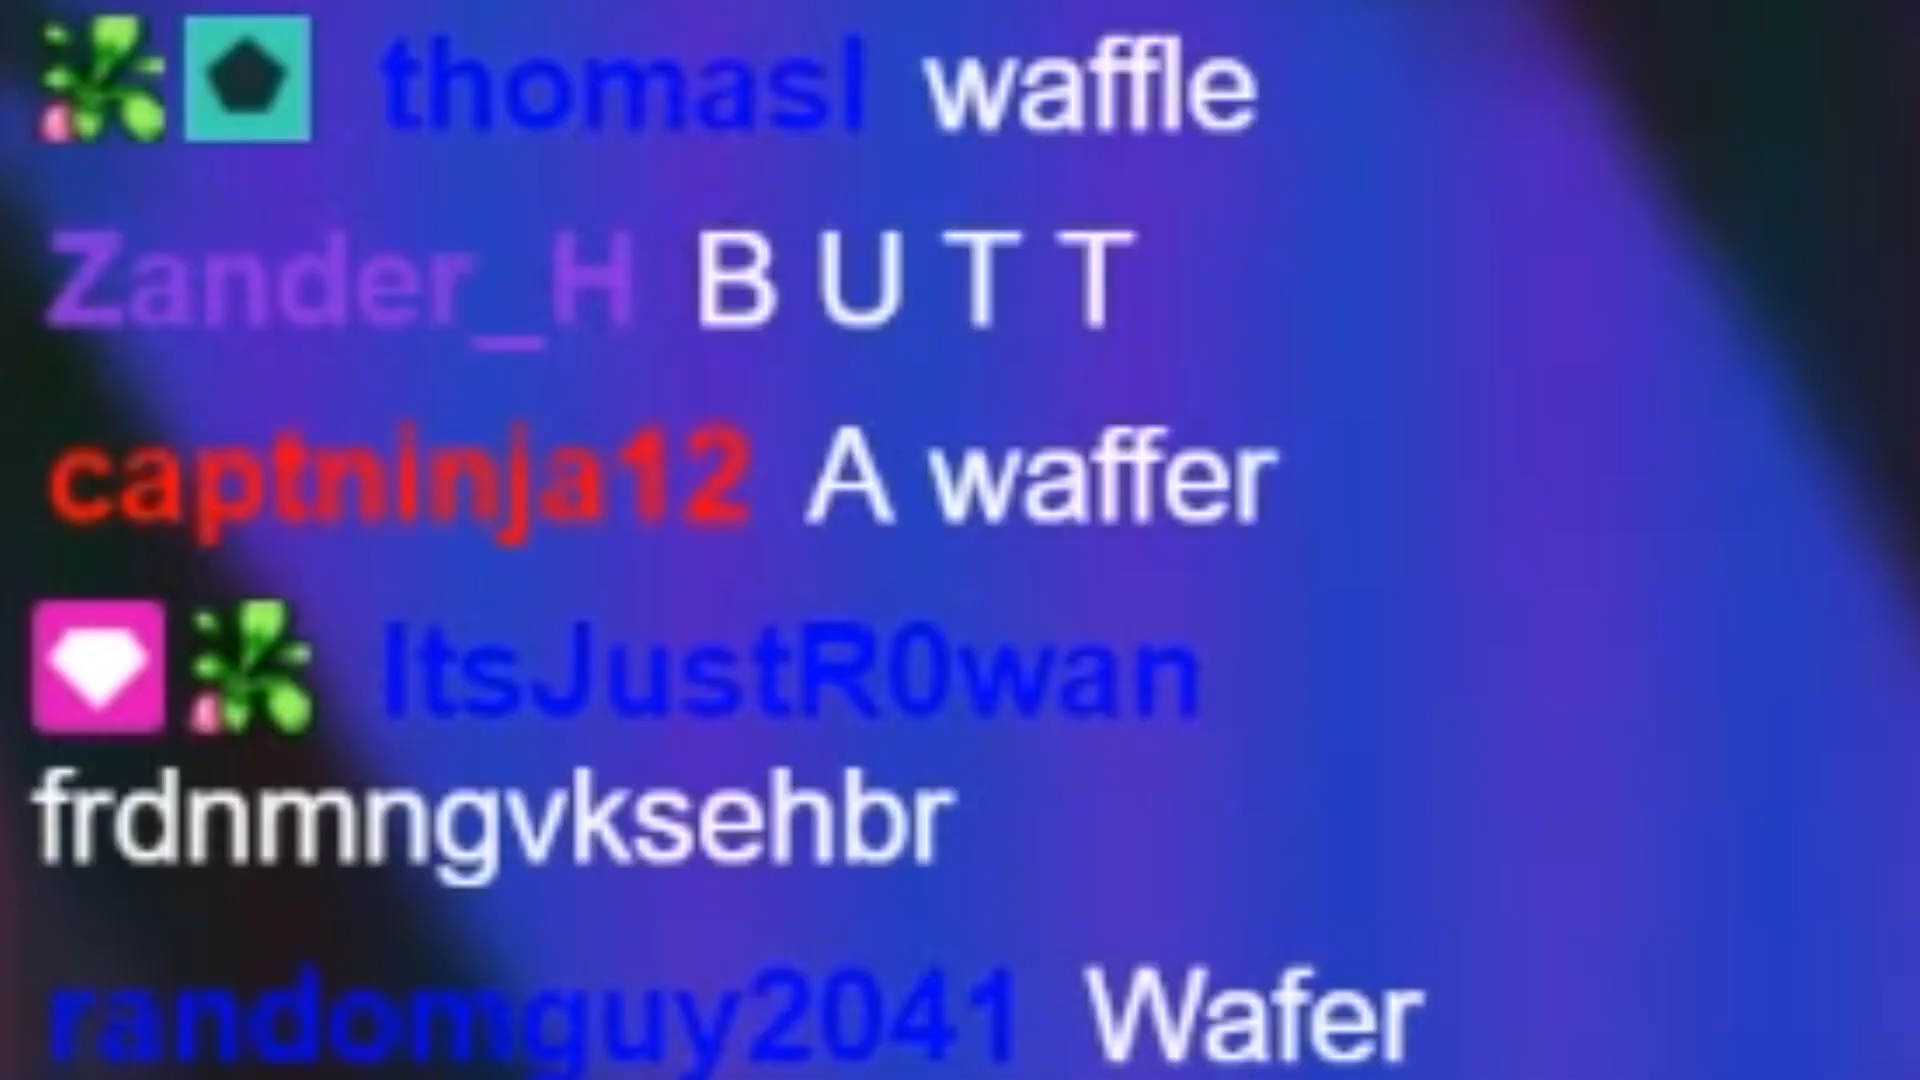 thomasl waffle
Zander_H B U T T
captninja12 A waffer
ItsJustR0wan
frdnmngvksehbr
randomguy2041 Wafer